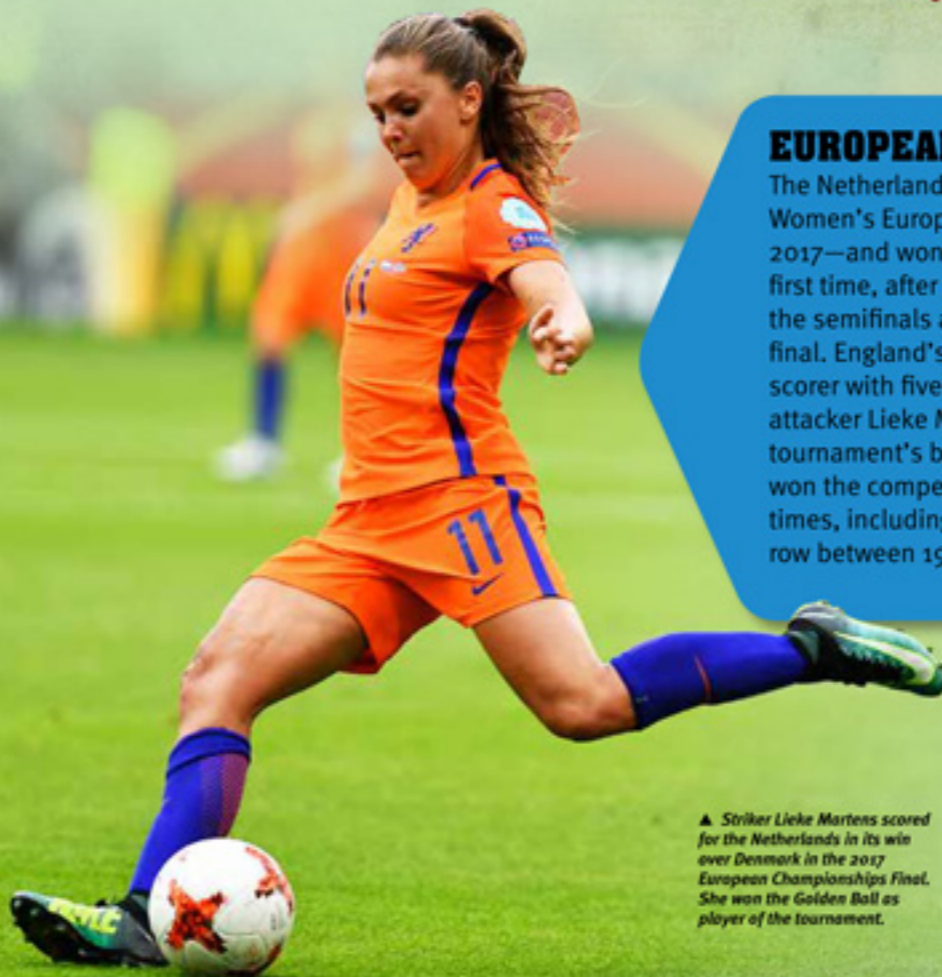 EUROPEAN
The Netherland
Women's Europ
2017—and won
first time, after
the semifinals
final. England's
scorer with five
attacker Lieke M
tournament's b
won the compe
times, including
row between 19
11
11
▲ Striker Lieke Martens scored
for the Netherlands in its win
over Denmark in the 2017
European Championships Final.
She won the Golden Ball as
player of the tournament.